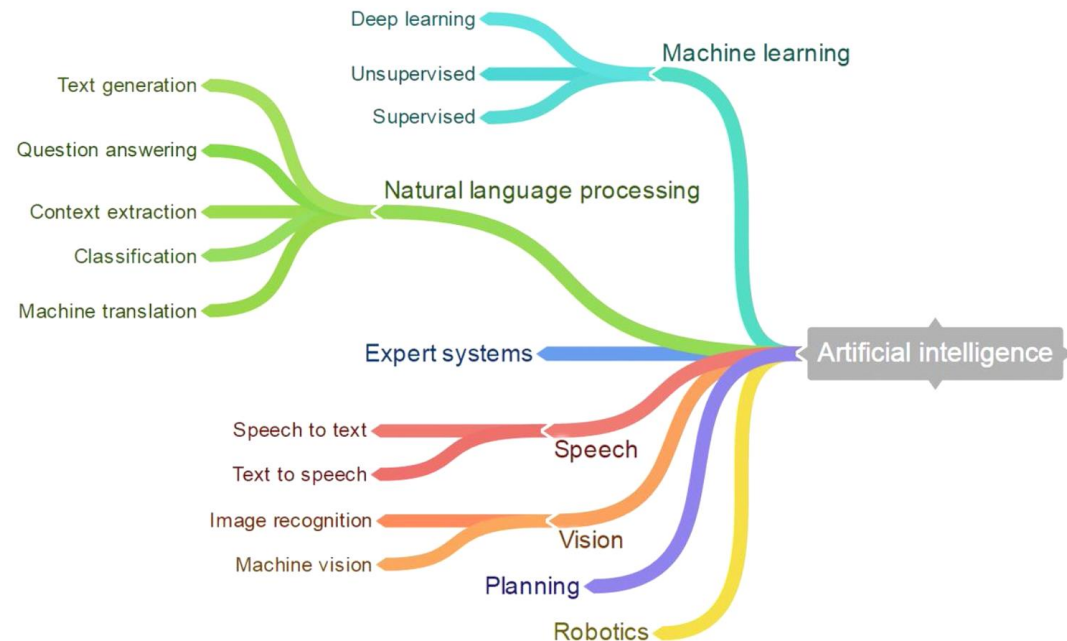 Deep learning
Machine learning
Unsupervised
Supervised
Text generation
Question answering
Natural language processing
Context extraction
Classification
Machine translation
Expert systems
Artificial intelligence
Speech to text
Speech
Text to speech
Image recognition
Vision
Machine vision
Planning
Robotics